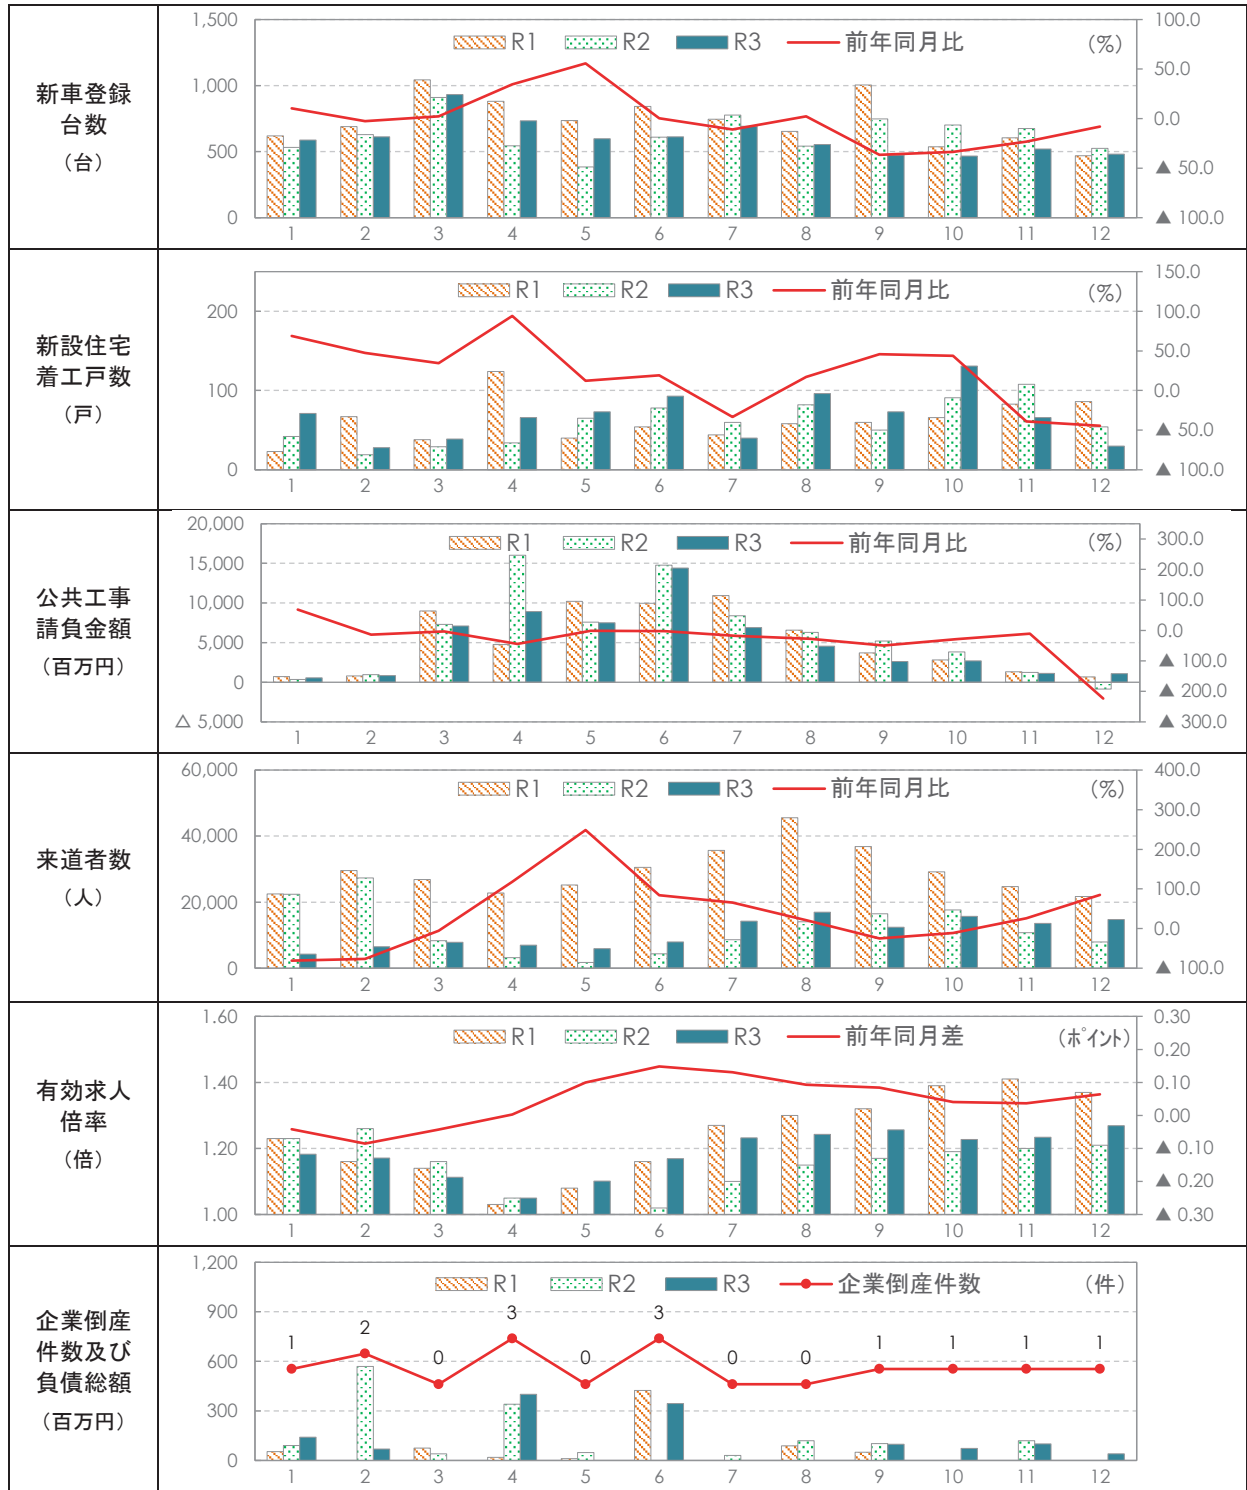 新車登録
台数
（台）
1,500
1,000
500
0
R1 R2 R3 前年同月比 (%)
100.0
50.0
0.0
▲ 50.0
▲ 100.0
1 2 3 4 5 6 7 8 9 10 11 12
新設住宅
着工戸数
（戸）
200
100
0
R1 R2 R3 前年同月比 (%)
150.0
100.0
50.0
0.0
▲ 50.0
▲ 100.0
1 2 3 4 5 6 7 8 9 10 11 12
公共工事
請負金額
（百万円）
20,000
15,000
10,000
5,000
0
△ 5,000
R1 R2 R3 前年同月比 (%)
300.0
200.0
100.0
0.0
▲ 100.0
▲ 200.0
▲ 300.0
1 2 3 4 5 6 7 8 9 10 11 12
来道者数
（人）
60,000
40,000
20,000
0
R1 R2 R3 前年同月比 (%)
400.0
300.0
200.0
100.0
0.0
▲ 100.0
1 2 3 4 5 6 7 8 9 10 11 12
有効求人
倍率
（倍）
1.60
1.40
1.20
1.00
R1 R2 R3 前年同月差 (ﾎﾟｲﾝﾄ)
0.30
0.20
0.10
0.00
▲ 0.10
▲ 0.20
▲ 0.30
1 2 3 4 5 6 7 8 9 10 11 12
企業倒産
件数及び
負債総額
（百万円）
1,200
900
600
300
0
R1 R2 R3 企業倒産件数 (件)
1 2 0 3 0 3 0 0 1 1 1 1
1 2 3 4 5 6 7 8 9 10 11 12